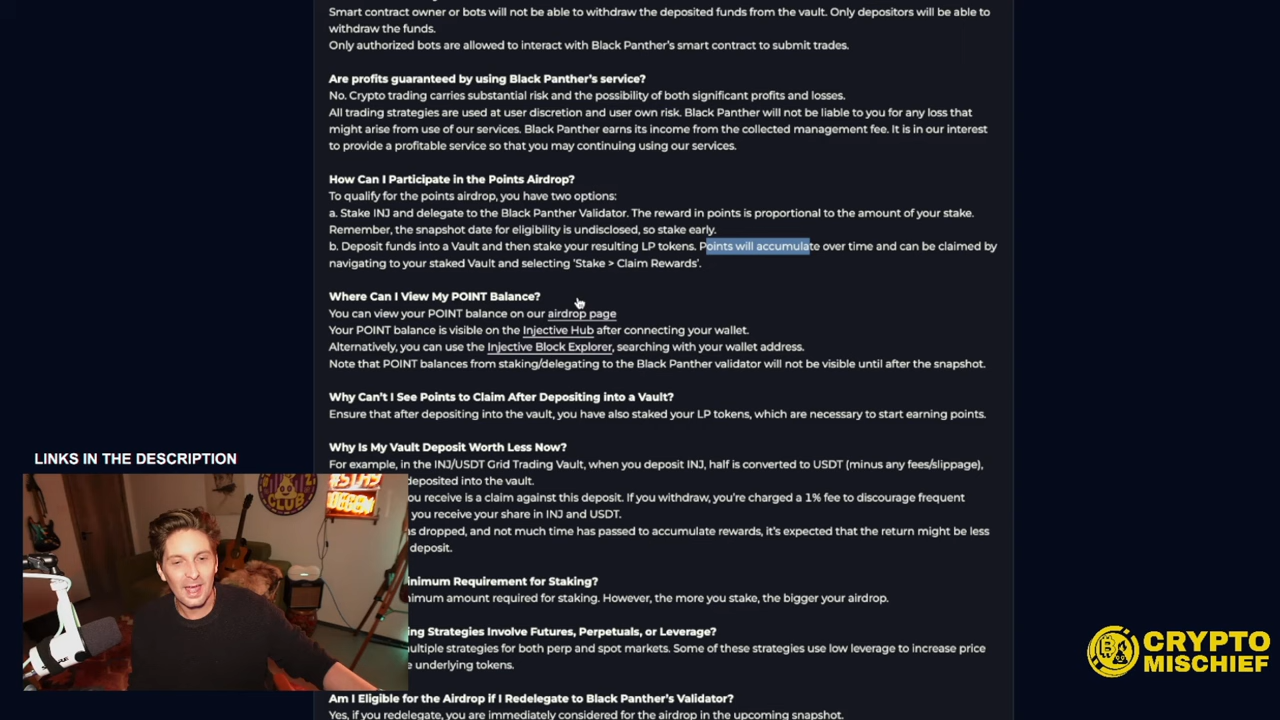 Smart contract owner or bots will not be able to withdraw the deposited funds from the vault. Only depositors will be able to
withdraw the funds.
Only authorized bots are allowed to interact with Black Panther's smart contract to submit trades.
Are profits guaranteed by using Black Panther's service?
No. Crypto trading carries substantial risk and the possibility of both significant profits and losses.
All trading strategies are used at user discretion and user own risk. Black Panther will not be liable to you for any loss that
might arise from use of our services. Black Panther earns its income from the collected management fee. It is in our interest
to provide a profitable service so that you may continuing using our services.
How Can I Participate in the Points Airdrop?
To qualify for the points airdrop, you have two options:
a. Stake INJ and delegate to the Black Panther Validator. The reward in points is proportional to the amount of your stake.
Remember, the snapshot date for eligibility is undisclosed, so stake early.
b. Deposit funds into a Vault and then stake your resulting LP tokens. Points will accumulate over time and can be claimed by
navigating to your staked Vault and selecting 'Stake > Claim Rewards'.
Where Can I View My POINT Balance?
You can view your POINT balance on our airdrop page
Your POINT balance is visible on the Injective Hub after connecting your wallet.
Alternatively, you can use the Injective Block Explorer, searching with your wallet address.
Note that POINT balances from staking/delegating to the Black Panther validator will not be visible until after the snapshot.
Why Can't I See Points to Claim After Depositing into a Vault?
Ensure that after depositing into the vault, you have also staked your LP tokens, which are necessary to start earning points.
Why Is My Vault Deposit Worth Less Now?
For example, in the INJ/USDT Grid Trading Vault, when you deposit INJ, half is converted to USDT (minus any fees/slippage),
deposited into the vault.
you receive is a claim against this deposit. If you withdraw, you're charged a 1% fee to discourage frequent
you receive your share in INJ and USDT.
dropped, and not much time has passed to accumulate rewards, it's expected that the return might be less
deposit.
Requirement for Staking?
amount required for staking. However, the more you stake, the bigger your airdrop.
Strategies Involve Futures, Perpetuals, or Leverage?
strategies for both perp and spot markets. Some of these strategies use low leverage to increase price
underlying tokens.
Am I Eligible for the Airdrop if I Redelegate to Black Panther's Validator?
Yes, if you redelegate, you are immediately considered for the airdrop in the upcoming snapshot.
LINKS IN THE DESCRIPTION
CLUB
CRYPTO
MISCHIEF